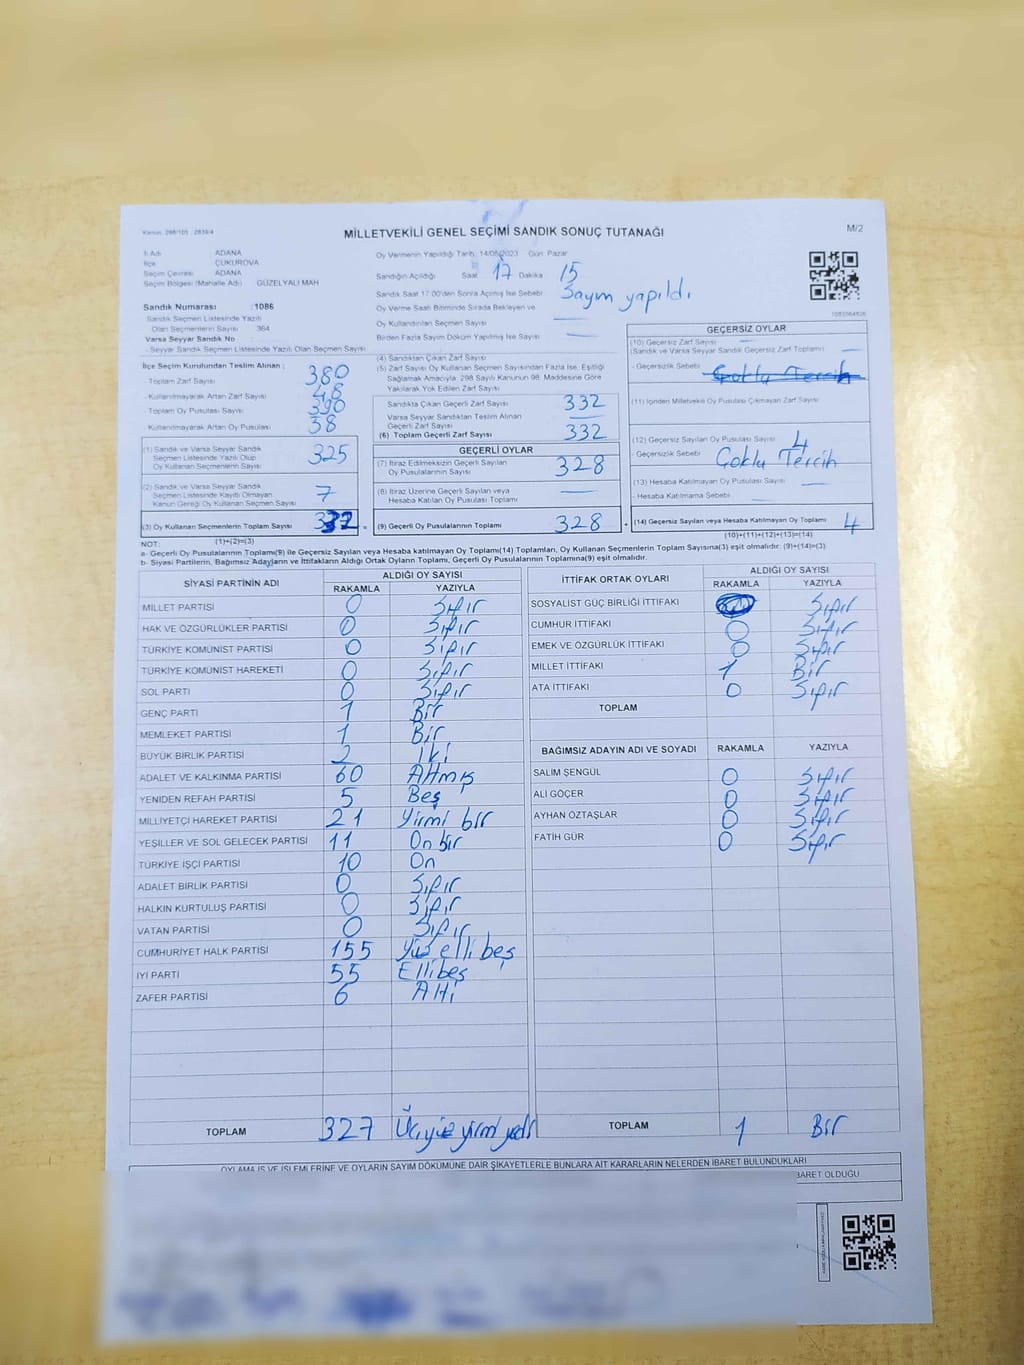 Kanun: 298/105 : 2839/4
MİLLETVEKİLİ GENEL SEÇİMİ SANDIK SONUÇ TUTANAĞI
M/2
İl Adı ADANA
İlçe ÇUKUROVA
Seçim Çevresi ADANA
Seçim Bölgesi (Mahalle Adı) GÜZELYALI MAH
Sandık Numarası :1086
Sandık Seçmen Listesinde Yazılı
Olan Seçmenlerin Sayısı 364
Varsa Seyyar Sandık No
- Seyyar Sandık Seçmen Listesinde Yazılı Olan Seçmen Sayısı
Oy Vermenin Yapıldığı Tarih: 14/05/2023 Gün: Pazar
Sandığın Açıldığı Saat 17 Dakika 15
Sandık Saat 17.00'den Sonra Açılmış İse Sebebi Sayım yapıldı
Oy Verme Saati Bitiminde Sırada Bekleyen ve
Oy Kullandırılan Seçmen Sayısı
Birden Fazla Sayım Döküm Yapılmış İse Sayısı
İlçe Seçim Kurulundan Teslim Alınan ;
- Toplam Zarf Sayısı 380
- Kullanılmayarak Artan Zarf Sayısı 48
- Toplam Oy Pusulası Sayısı 390
- Kullanılmayarak Artan Oy Pusulası 38
(1) Sandık ve Varsa Seyyar Sandık
Seçmen Listesinde Yazılı Olup
Oy Kullanan Seçmenlerin Sayısı 325
(2) Sandık ve Varsa Seyyar Sandık
Seçmen Listesinde Kayıtlı Olmayan
Kanun Gereği Oy Kullanan Seçmen Sayısı 7
(3) Oy Kullanan Seçmenlerin Toplam Sayısı 332 =
(1)+(2)=(3)
(4) Sandıktan Çıkan Zarf Sayısı
(5) Zarf Sayısı Oy Kullanan Seçmen Sayısından Fazla İse, Eşitliği
Sağlamak Amacıyla, 298 Sayılı Kanunun 98. Maddesine Göre
Yakılarak Yok Edilen Zarf Sayısı
Sandıkta Çıkan Geçerli Zarf Sayısı 332
Varsa Seyyar Sandıktan Teslim Alınan
Geçerli Zarf Sayısı
(6) Toplam Geçerli Zarf Sayısı 332
GEÇERLİ OYLAR
(7) İtiraz Edilmeksizin Geçerli Sayılan
Oy Pusulalarının Sayısı 328
(8) İtiraz Üzerine Geçerli Sayılan veya
Hesaba Katılan Oy Pusulası Toplamı
(9) Geçerli Oy Pusulalarının Toplamı 328 +
1083564826
GEÇERSİZ OYLAR
(10) Geçersiz Zarf Sayısı
(Sandık ve Varsa Seyyar Sandık Geçersiz Zarf Toplamı)
- Geçersizlik Sebebi Çoklu Tercih
(11) İçinden Milletvekili Oy Pusulası Çıkmayan Zarf Sayısı
(12) Geçersiz Sayılan Oy Pusulası Sayısı 4
- Geçersizlik Sebebi Çoklu Tercih
(13) Hesaba Katılmayan Oy Pusulası Sayısı
- Hesaba Katılmama Sebebi
(14) Geçersiz Sayılan veya Hesaba Katılmayan Oy Toplamı 4
(10)+(11)+(12)+(13)=(14)
NOT:
a- Geçerli Oy Pusulalarının Toplamı(9) ile Geçersiz Sayılan veya Hesaba katılmayan Oy Toplamı(14) Toplamları, Oy Kullanan Seçmenlerin Toplam Sayısına(3) eşit olmalıdır. (9)+(14)=(3)
b- Siyasi Partilerin, Bağımsız Adayların ve İttifakların Aldığı Ortak Oyların Toplamı, Geçerli Oy Pusulalarının Toplamına(9) eşit olmalıdır.
SİYASİ PARTİNİN ADI ALDIĞI OY SAYISI
RAKAMLA YAZIYLA
MİLLET PARTİSİ 0 Sıfır
HAK VE ÖZGÜRLÜKLER PARTİSİ 0 Sıfır
TÜRKİYE KOMÜNİST PARTİSİ 0 Sıfır
TÜRKİYE KOMÜNİST HAREKETİ 0 Sıfır
SOL PARTİ 0 Sıfır
GENÇ PARTİ 1 Bir
MEMLEKET PARTİSİ 1 Bir
BÜYÜK BİRLİK PARTİSİ 2 İki
ADALET VE KALKINMA PARTİSİ 60 Altmış
YENİDEN REFAH PARTİSİ 5 Beş
MİLLİYETÇİ HAREKET PARTİSİ 21 Yirmi bir
YEŞİLLER VE SOL GELECEK PARTİSİ 11 On bir
TÜRKİYE İŞÇİ PARTİSİ 10 On
ADALET BİRLİK PARTİSİ 0 Sıfır
HALKIN KURTULUŞ PARTİSİ 0 Sıfır
VATAN PARTİSİ 0 Sıfır
CUMHURİYET HALK PARTİSİ 155 Yüz elli beş
İYİ PARTİ 55 Elli beş
ZAFER PARTİSİ 6 Altı
TOPLAM 327 Üçyüz yirmi yedi
İTTİFAK ORTAK OYLARI ALDIĞI OY SAYISI
RAKAMLA YAZIYLA
SOSYALİST GÜÇ BİRLİĞİ İTTİFAKI Sıfır
CUMHUR İTTİFAKI 0 Sıfır
EMEK VE ÖZGÜRLÜK İTTİFAKI 0 Sıfır
MİLLET İTTİFAKI 1 Bir
ATA İTTİFAKI 0 Sıfır
TOPLAM
BAĞIMSIZ ADAYIN ADI VE SOYADI RAKAMLA YAZIYLA
SALİM ŞENGÜL 0 Sıfır
ALİ GÖÇER 0 Sıfır
AYHAN ÖZTAŞLAR 0 Sıfır
FATİH GÜR 0 Sıfır
TOPLAM 1 Bir
OYLAMA İŞ VE İŞLEMLERİNE VE OYLARIN SAYIM DÖKÜMÜNE DAİR ŞİKAYETLERLE BUNLARA AİT KARARLARIN NELERDEN İBARET BULUNDUKLARI
BARET OLDUĞU